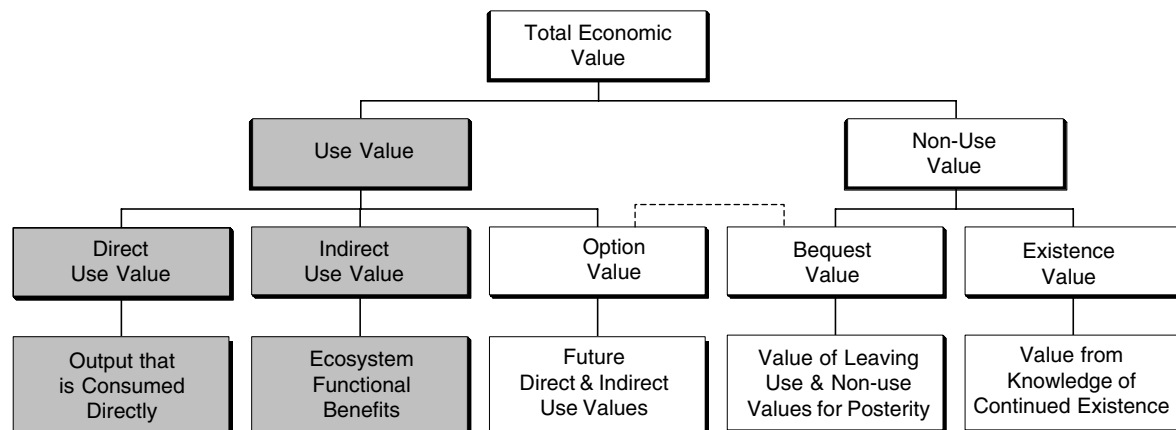 Total Economic
Value
Use Value
Non-Use
Value
Direct
Use Value
Indirect
Use Value
Option
Value
Bequest
Value
Existence
Value
Output that
is Consumed
Directly
Ecosystem
Functional
Benefits
Future
Direct & Indirect
Use Values
Value of Leaving
Use & Non-use
Values for Posterity
Value from
Knowledge of
Continued Existence